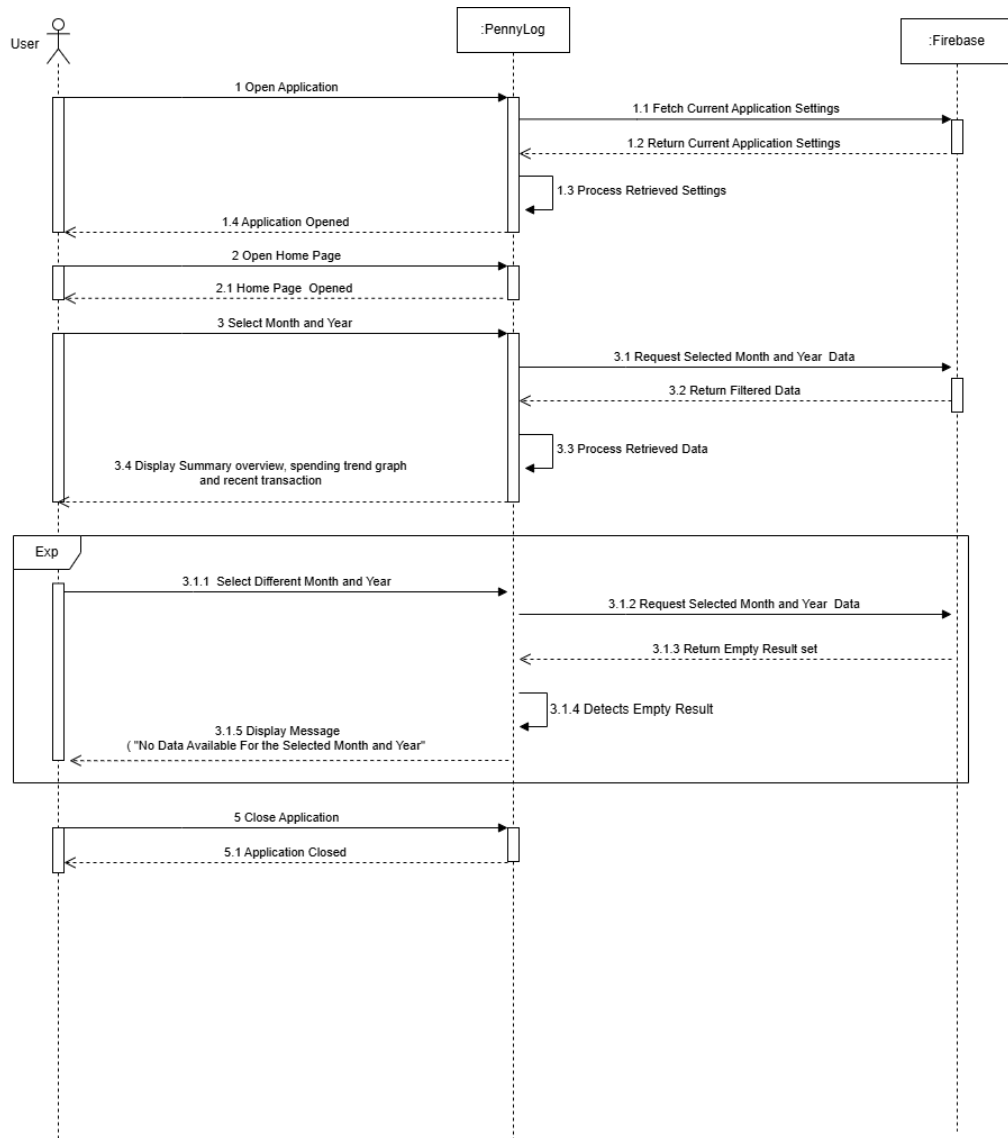 User
:PennyLog
:Firebase
1 Open Application
1.1 Fetch Current Application Settings
1.2 Return Current Application Settings
1.3 Process Retrieved Settings
1.4 Application Opened
2 Open Home Page
2.1 Home Page  Opened
3 Select Month and Year
3.1 Request Selected Month and Year  Data
3.2 Return Filtered Data
3.3 Process Retrieved Data
3.4 Display Summary overview, spending trend graph
and recent transaction
Exp
3.1.1  Select Different Month and Year
3.1.2 Request Selected Month and Year  Data
3.1.3 Return Empty Result set
3.1.4 Detects Empty Result
3.1.5 Display Message
( "No Data Available For the Selected Month and Year"
5 Close Application
5.1 Application Closed